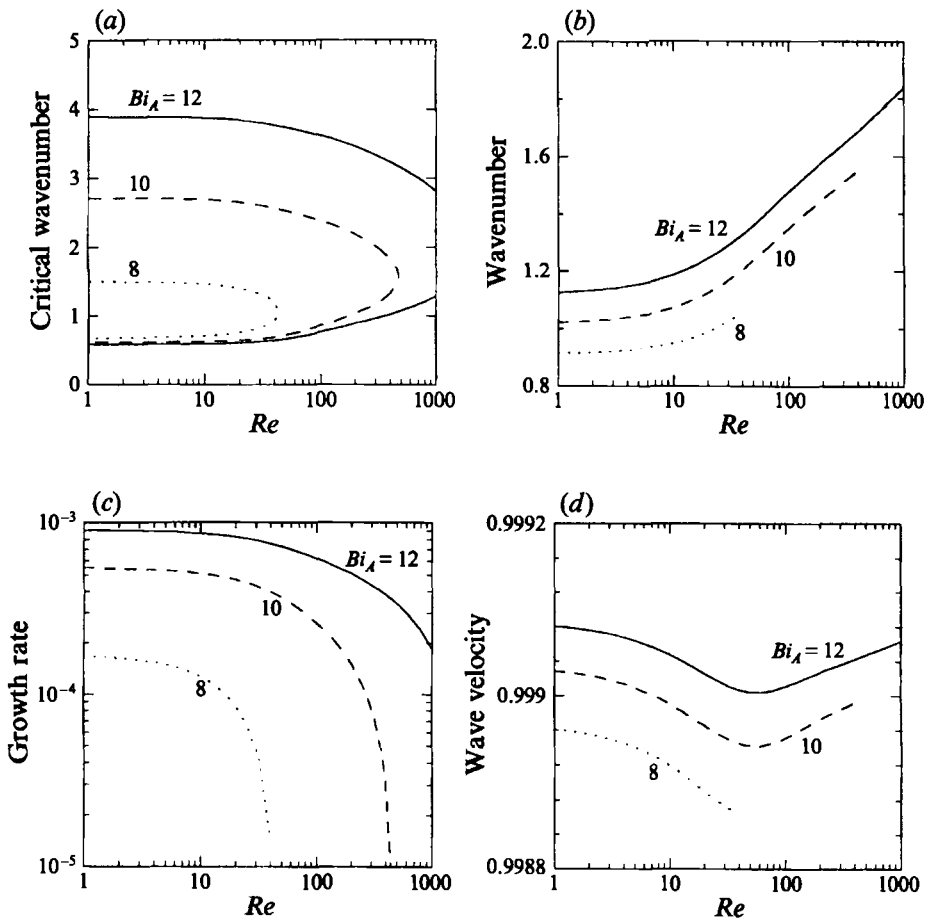 (a)
5
4
3
2
1
0
Critical wavenumber
Bi_A = 12
10
8
1
10
100
1000
Re
(b)
2.0
1.6
1.2
0.8
Wavenumber
Bi_A = 12
10
8
1
10
100
1000
Re
(c)
10^{-3}
10^{-4}
10^{-5}
Growth rate
Bi_A = 12
10
8
1
10
100
1000
Re
(d)
0.9992
0.999
0.9988
Wave velocity
Bi_A = 12
10
8
1
10
100
1000
Re